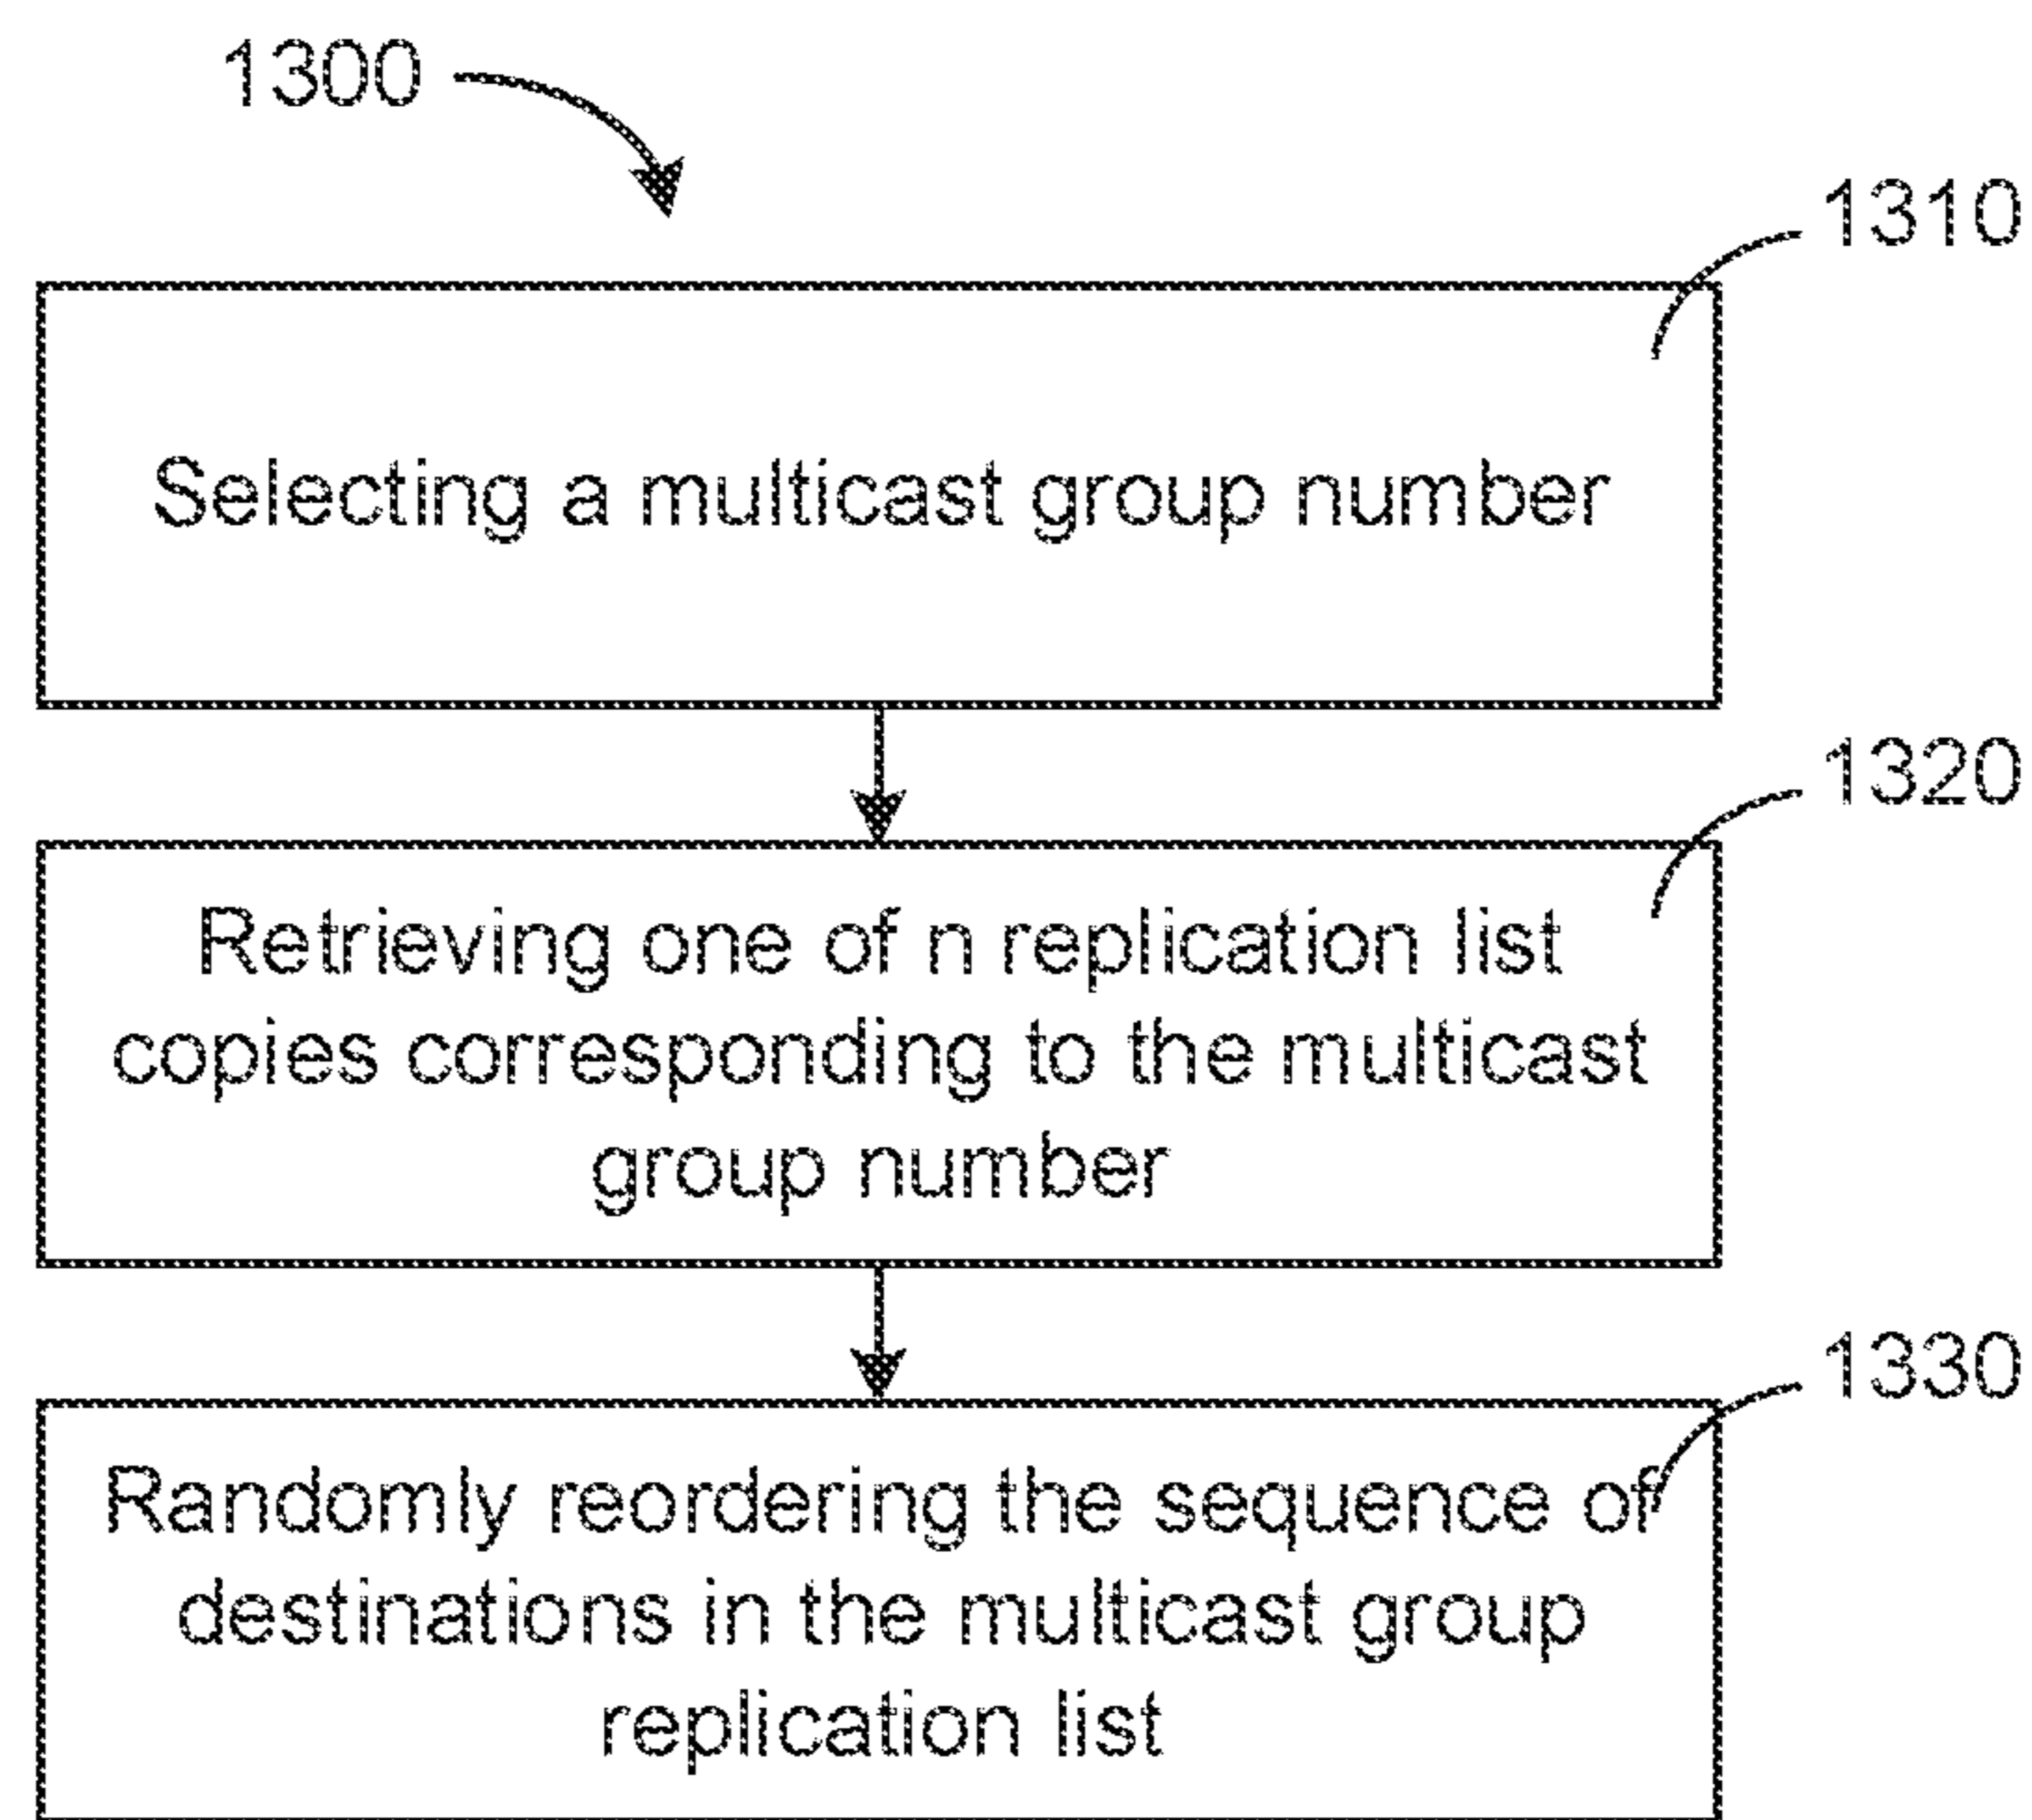 1300
1310
Selecting a multicast group number
1320
Retrieving one of n replication list
copies corresponding to the multicast
group number
1330
Randomly reordering the sequence of
destinations in the multicast group
replication list